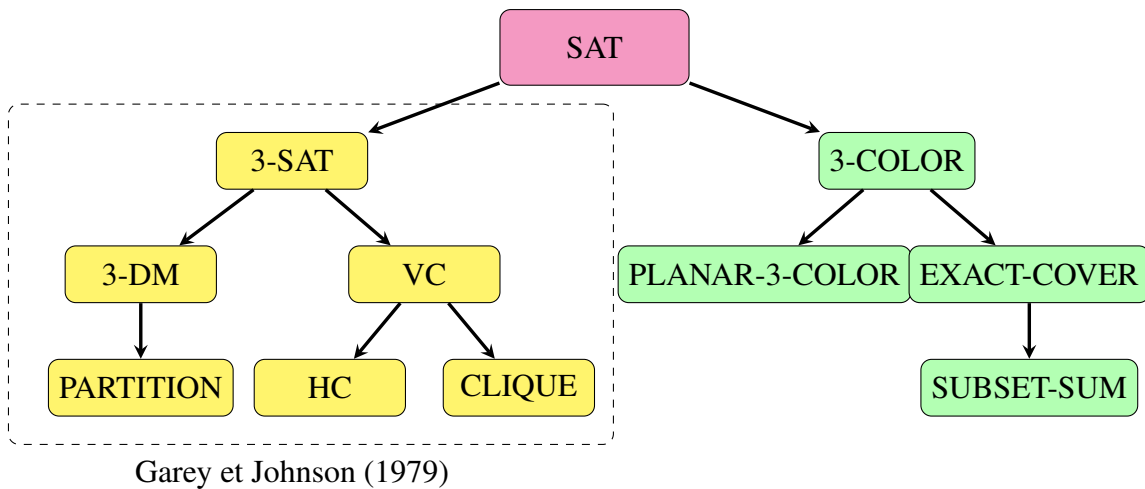 SAT
3-SAT
3-COLOR
3-DM
VC
PLANAR-3-COLOR
EXACT-COVER
PARTITION
HC
CLIQUE
SUBSET-SUM
Garey et Johnson (1979)